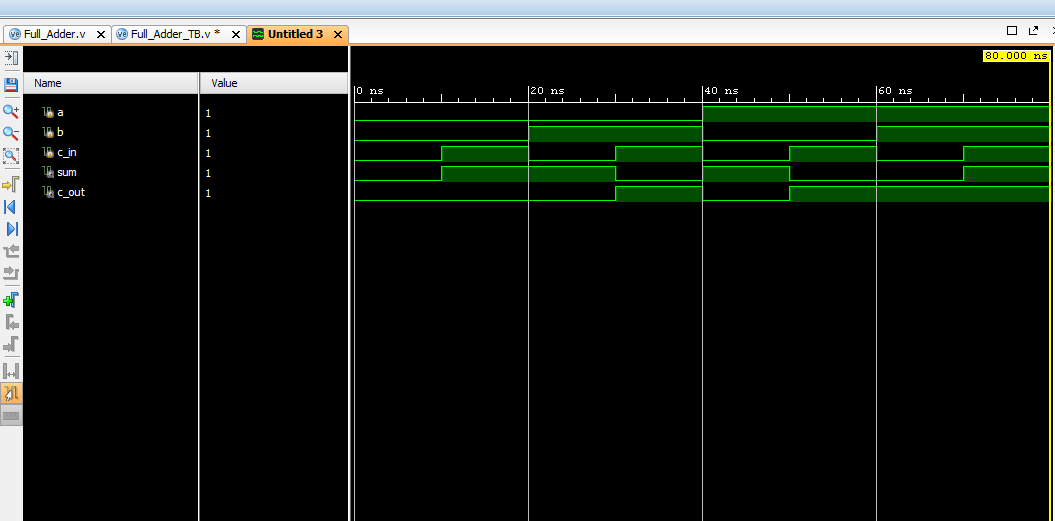 Full_Adder.v Full_Adder_TB.v * Untitled 3
80.000 ns
Name Value
0 ns 20 ns 40 ns 60 ns
a 1
b 1
c_in 1
sum 1
c_out 1